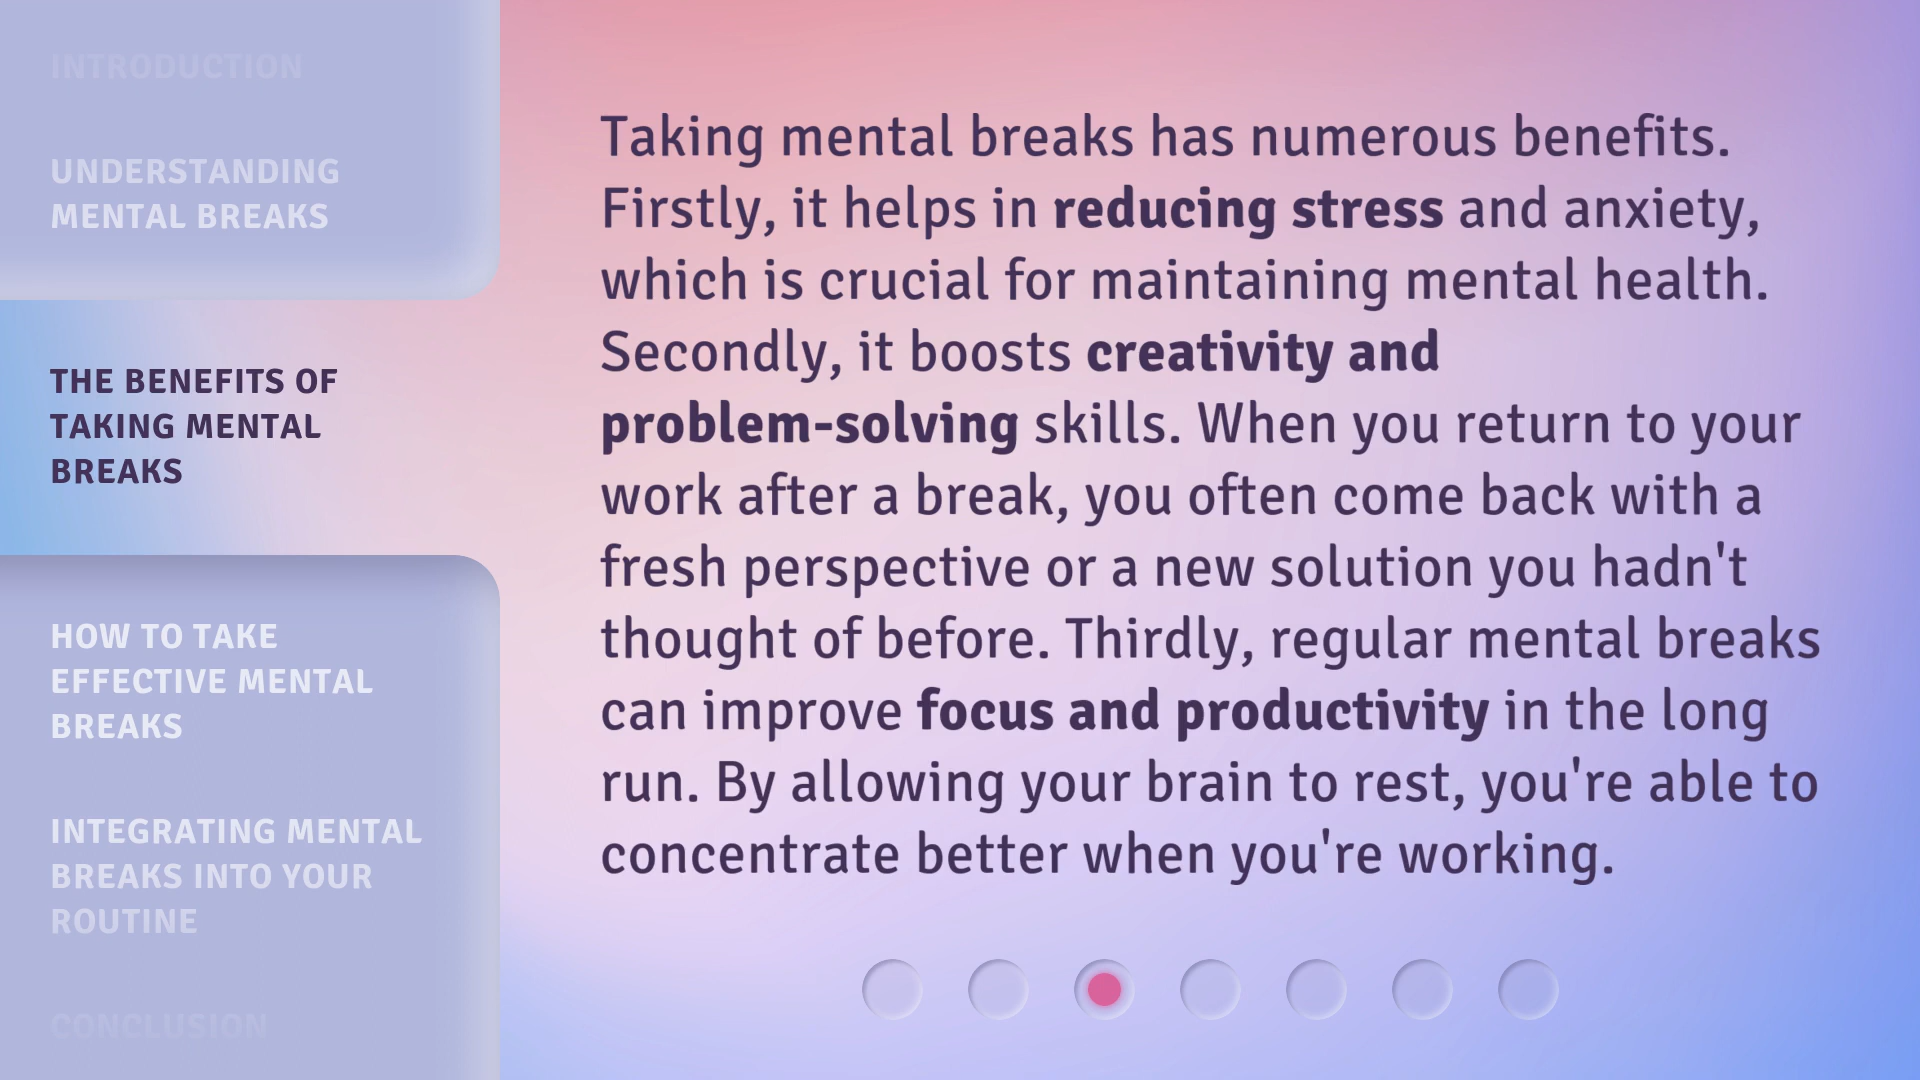 INTRODUCTION
UNDERSTANDING
MENTAL BREAKS
THE BENEFITS OF
TAKING MENTAL
BREAKS
HOW TO TAKE
EFFECTIVE MENTAL
BREAKS
INTEGRATING MENTAL
BREAKS INTO YOUR
ROUTINE
CONCLUSION
Taking mental breaks has numerous benefits.
Firstly, it helps in reducing stress and anxiety,
which is crucial for maintaining mental health.
Secondly, it boosts creativity and
problem-solving skills. When you return to your
work after a break, you often come back with a
fresh perspective or a new solution you hadn't
thought of before. Thirdly, regular mental breaks
can improve focus and productivity in the long
run. By allowing your brain to rest, you're able to
concentrate better when you're working.